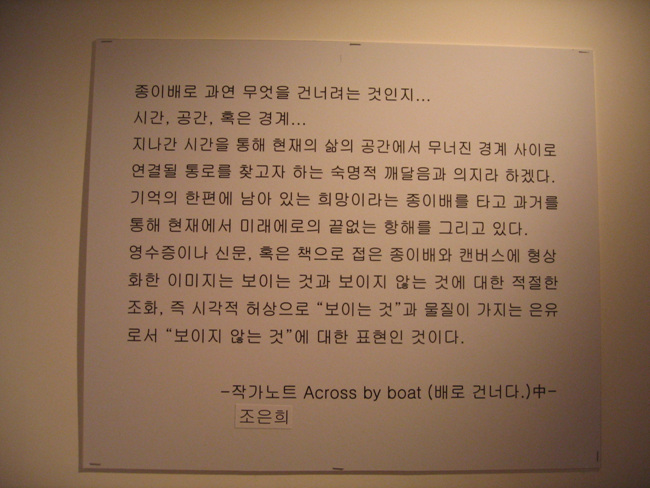 종이배로 과연 무엇을 건너려는 것인지...
시간, 공간, 혹은 경계...
지나간 시간을 통해 현재의 삶의 공간에서 무너진 경계 사이로
연결될 통로를 찾고자 하는 숙명적 깨달음과 의지라 하겠다.
기억의 한편에 남아 있는 희망이라는 종이배를 타고 과거를
통해 현재에서 미래에로의 끝없는 항해를 그리고 있다.
영수증이나 신문, 혹은 책으로 접은 종이배와 캔버스에 형상
화한 이미지는 보이는 것과 보이지 않는 것에 대한 적절한
조화, 즉 시각적 허상으로 “보이는 것”과 물질이 가지는 은유
로서 “보이지 않는 것”에 대한 표현인 것이다.
-작가노트 Across by boat (배로 건너다.)中-
조은희